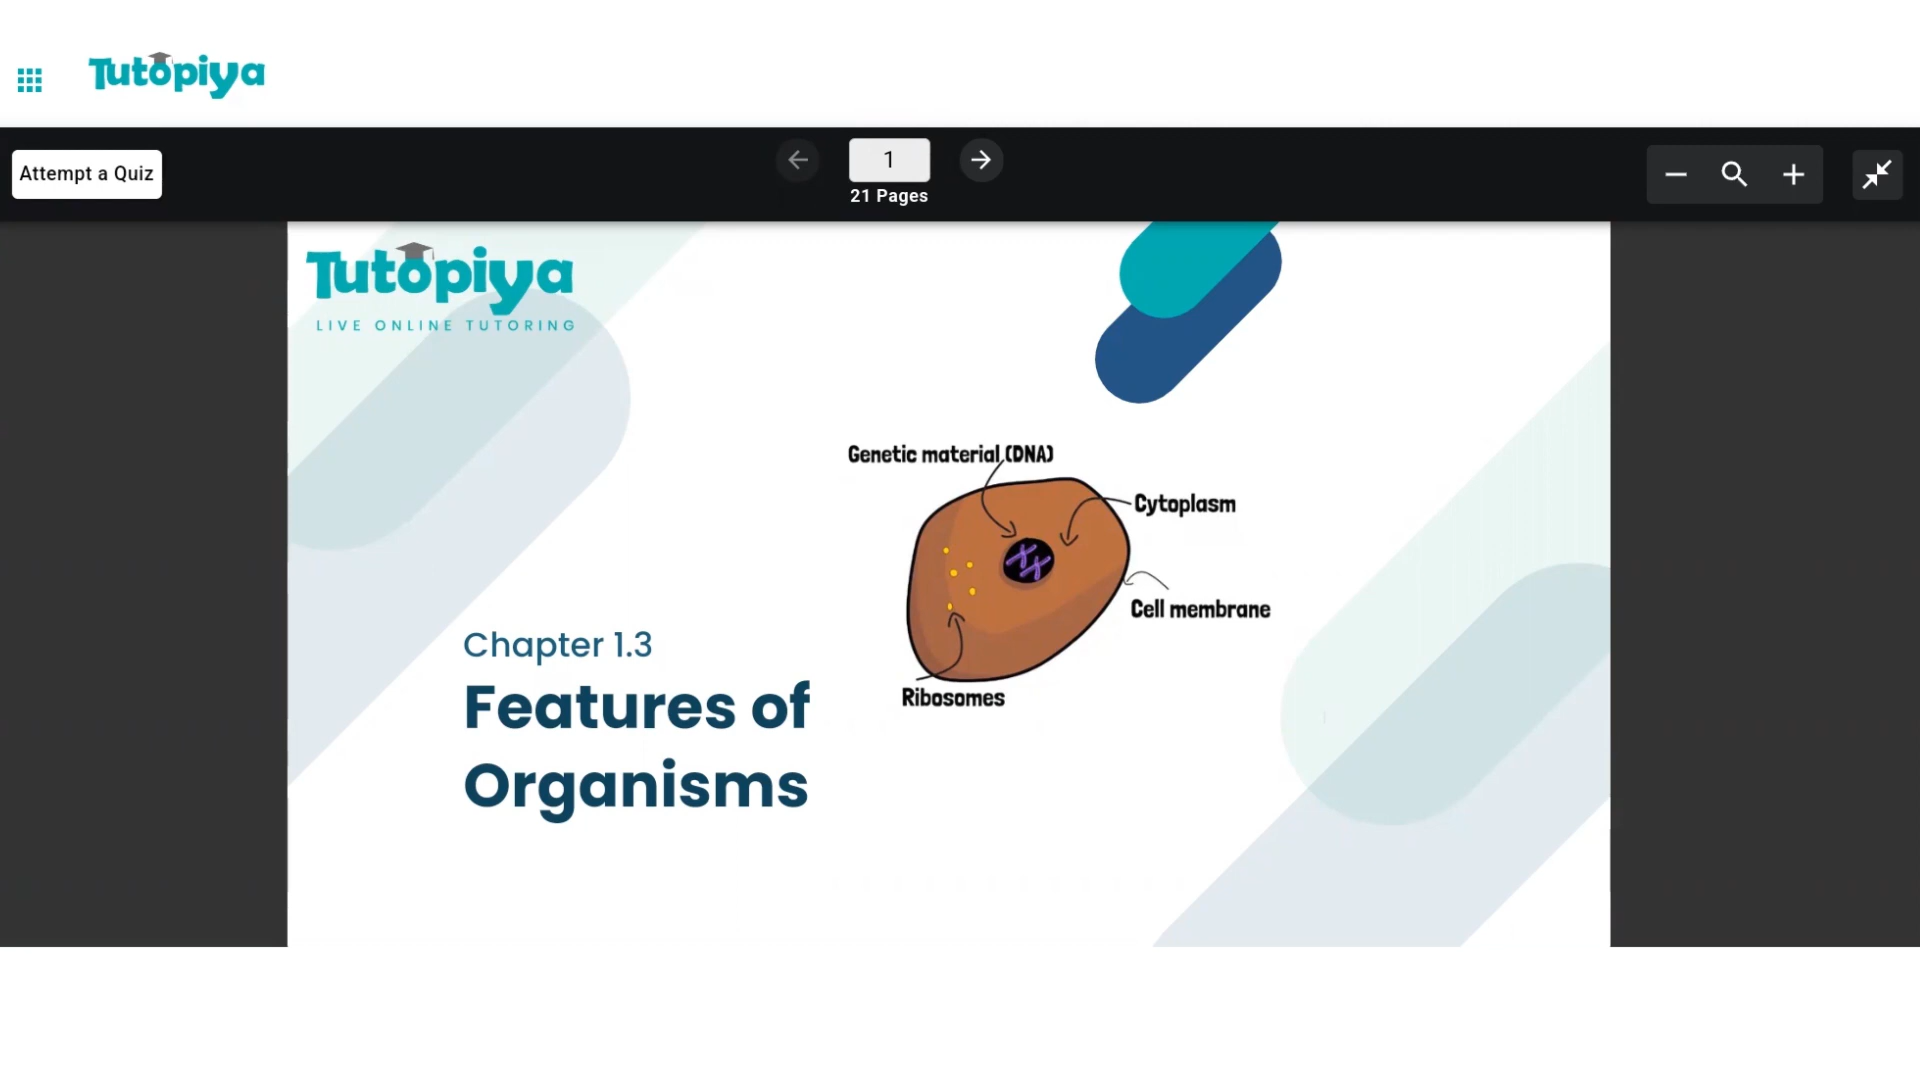 Tutopiya
Attempt a Quiz
1
21 Pages
Tutopiya
LIVE ONLINE TUTORING
Genetic material (DNA)
Cytoplasm
Cell membrane
Ribosomes
Chapter 1.3
Features of
Organisms